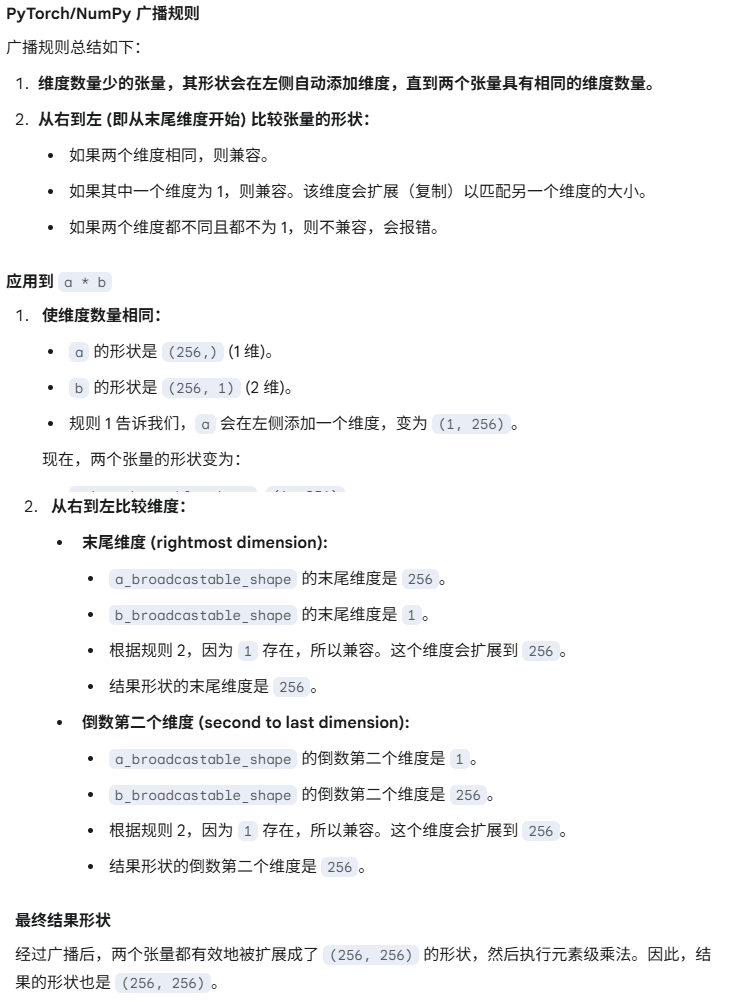 PyTorch/NumPy 广播规则
广播规则总结如下：
1. 维度数量少的张量，其形状会在左侧自动添加维度，直到两个张量具有相同的维度数量。
2. 从右到左 (即从末尾维度开始) 比较张量的形状：
• 如果两个维度相同，则兼容。
• 如果其中一个维度为 1，则兼容。该维度会扩展（复制）以匹配另一个维度的大小。
• 如果两个维度都不同且都不为 1，则不兼容，会报错。
应用到 a * b
1. 使维度数量相同：
• a 的形状是 (256,) (1 维)。
• b 的形状是 (256, 1) (2 维)。
• 规则 1 告诉我们，a 会在左侧添加一个维度，变为 (1, 256)。
现在，两个张量的形状变为：
2. 从右到左比较维度：
• 末尾维度 (rightmost dimension):
• a_broadcastable_shape 的末尾维度是 256。
• b_broadcastable_shape 的末尾维度是 1。
• 根据规则 2，因为 1 存在，所以兼容。这个维度会扩展到 256。
• 结果形状的末尾维度是 256。
• 倒数第二个维度 (second to last dimension):
• a_broadcastable_shape 的倒数第二个维度是 1。
• b_broadcastable_shape 的倒数第二个维度是 256。
• 根据规则 2，因为 1 存在，所以兼容。这个维度会扩展到 256。
• 结果形状的倒数第二个维度是 256。
最终结果形状
经过广播后，两个张量都有效地被扩展成了 (256, 256) 的形状，然后执行元素级乘法。因此，结
果的形状也是 (256, 256)。